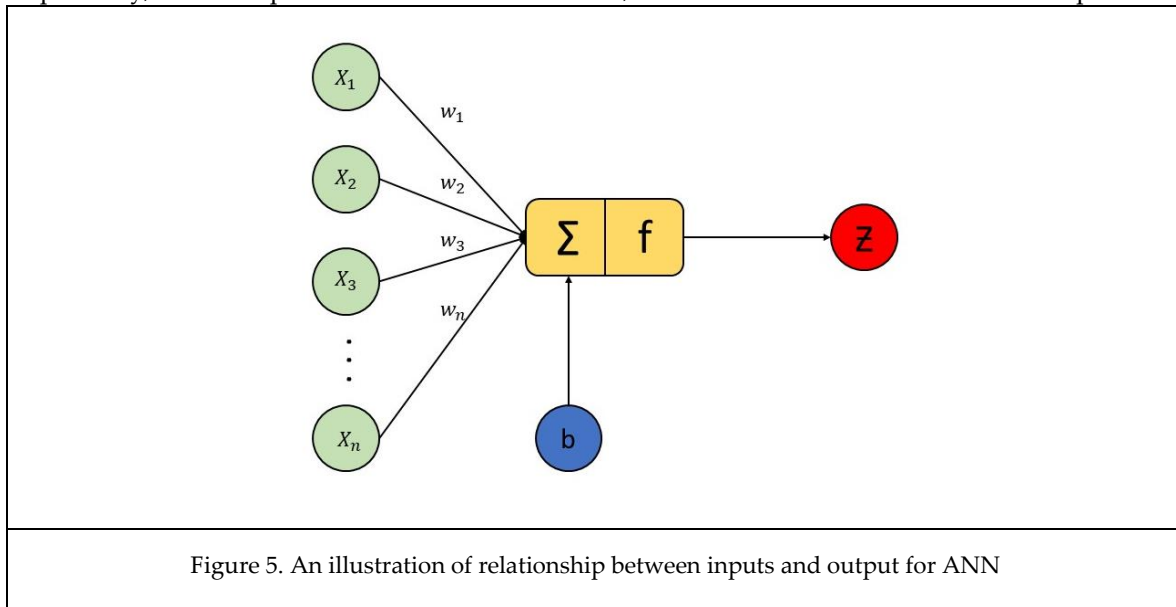 X₁
w₁
X₂
w₂
w₃
X₃
wₙ
Σ f
Ƶ
Xₙ
b
Figure 5. An illustration of relationship between inputs and output for ANN